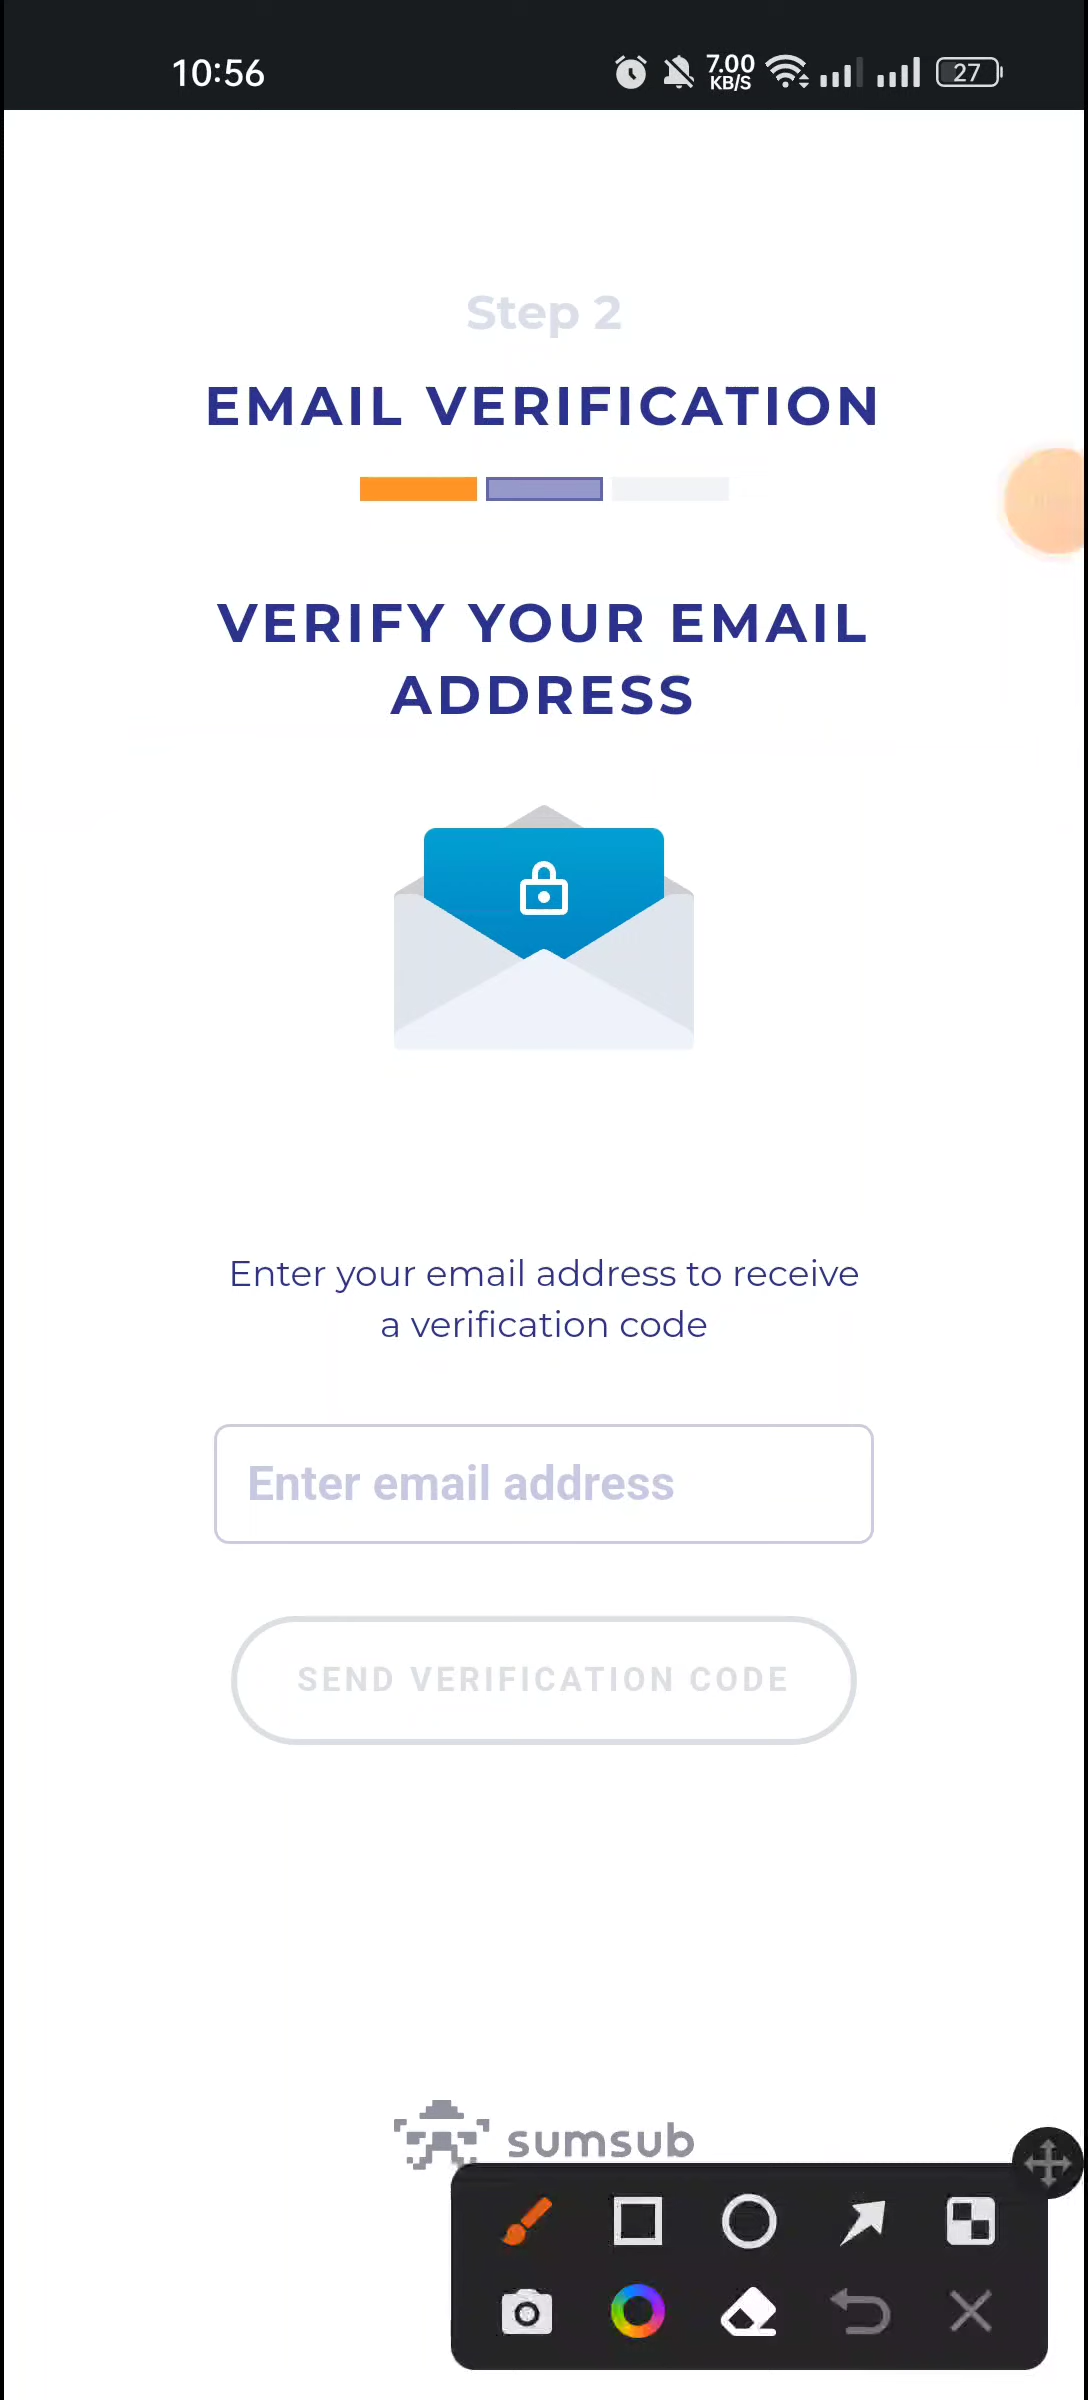 10:56
7.00
KB/S
27
Step 2
EMAIL VERIFICATION
VERIFY YOUR EMAIL
ADDRESS
Enter your email address to receive
a verification code
Enter email address
SEND VERIFICATION CODE
sumsub